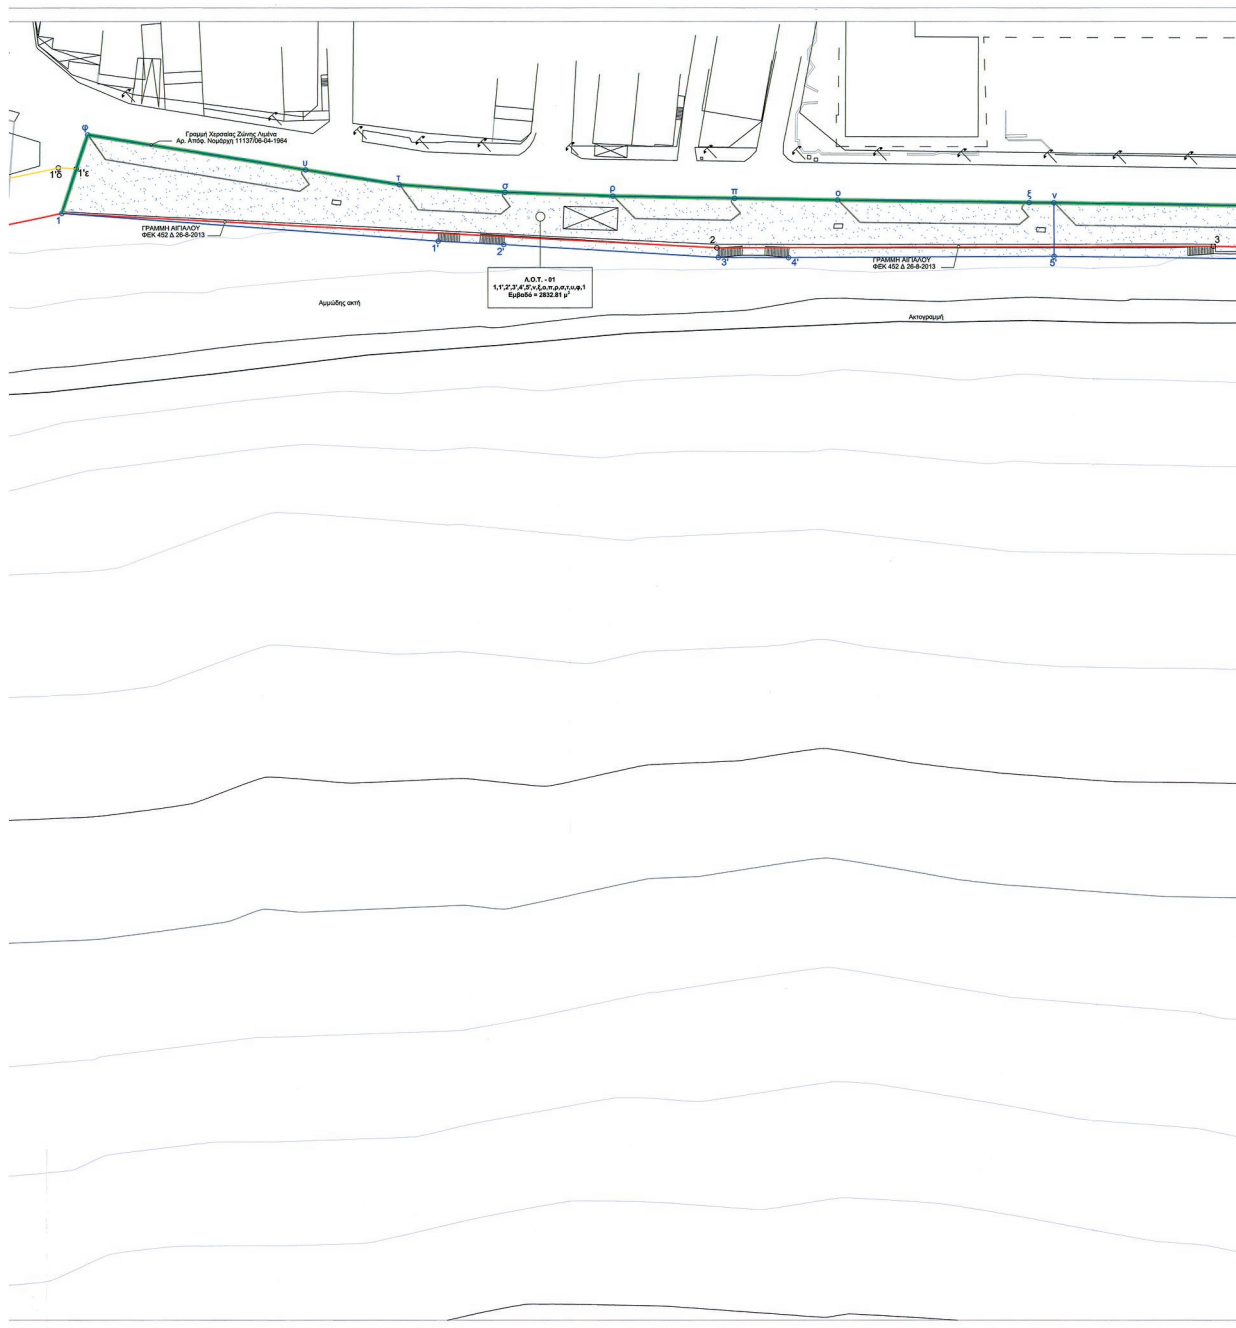 Γραμμή Χερσαίας Ζώνης Λιμένα
Αρ. Απόφ. Νομάρχη 11137/06-04-1964
φ
υ
τ
σ
ρ
π
ο
ξ
ν
1'δ
1'ε
1
ΓΡΑΜΜΗ ΑΙΓΙΑΛΟΥ
ΦΕΚ 452 Δ 26-8-2013
1'
2'
2
3'
4'
ΓΡΑΜΜΗ ΑΙΓΙΑΛΟΥ
ΦΕΚ 452 Δ 26-8-2013
5'
3
Λ.Ο.Τ. - 01
1,1',2',3',4',5',ν,ξ,ο,π,ρ,σ,τ,υ,φ,1
Εμβαδό = 2832.81 μ²
Αμμώδης ακτή
Ακτογραμμή